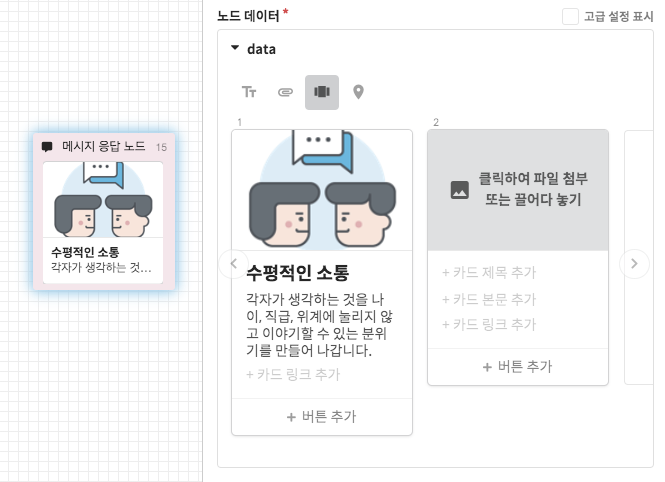 노드 데이터 *
고급 설정 표시
data
메시지 응답 노드 15
수평적인 소통
각자가 생각하는 것...
1
수평적인 소통
각자가 생각하는 것을 나
이, 직급, 위계에 눌리지 않
고 이야기할 수 있는 분위
기를 만들어 나갑니다.
+ 카드 링크 추가
+ 버튼 추가
2
클릭하여 파일 첨부
또는 끌어다 놓기
+ 카드 제목 추가
+ 카드 본문 추가
+ 카드 링크 추가
+ 버튼 추가